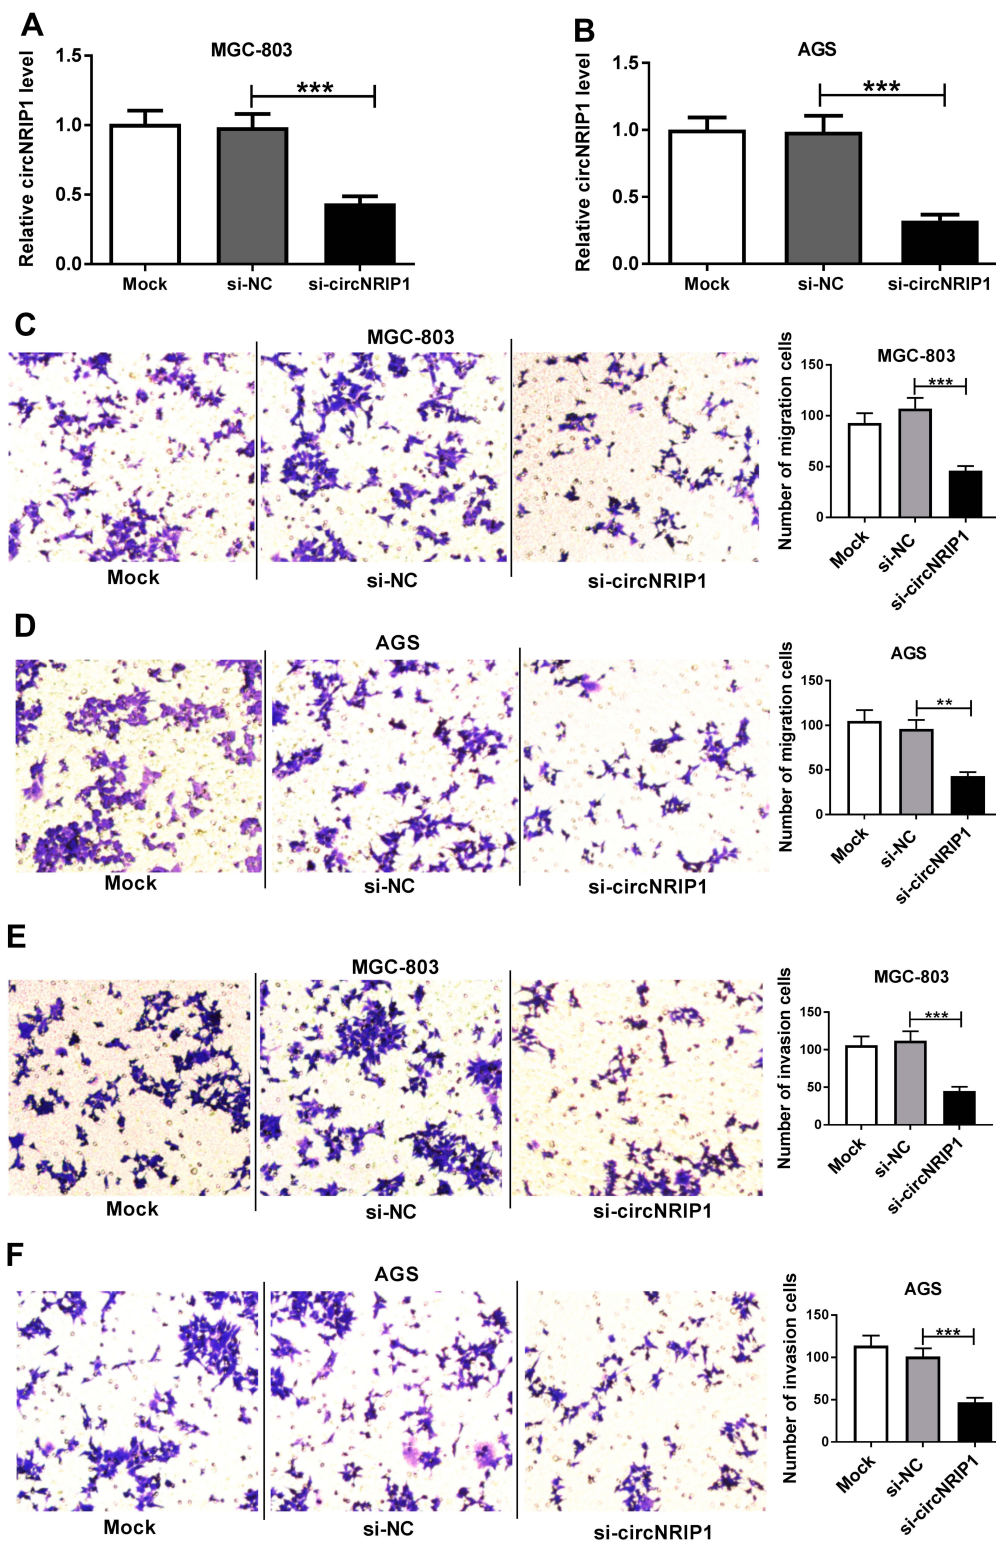 A
MGC-803
Relative circNRIP1 level
1.5
1.0
0.5
0.0
***
Mock
si-NC
si-circNRIP1
B
AGS
Relative circNRIP1 level
1.5
1.0
0.5
0.0
***
Mock
si-NC
si-circNRIP1
C
MGC-803
Mock
si-NC
si-circNRIP1
MGC-803
Number of migration cells
150
100
50
0
***
Mock
si-NC
si-circNRIP1
D
AGS
Mock
si-NC
si-circNRIP1
AGS
Number of migration cells
150
100
50
0
**
Mock
si-NC
si-circNRIP1
E
MGC-803
Mock
si-NC
si-circNRIP1
MGC-803
Number of invasion cells
150
100
50
0
***
Mock
si-NC
si-circNRIP1
F
AGS
Mock
si-NC
si-circNRIP1
AGS
Number of invasion cells
150
100
50
0
***
Mock
si-NC
si-circNRIP1